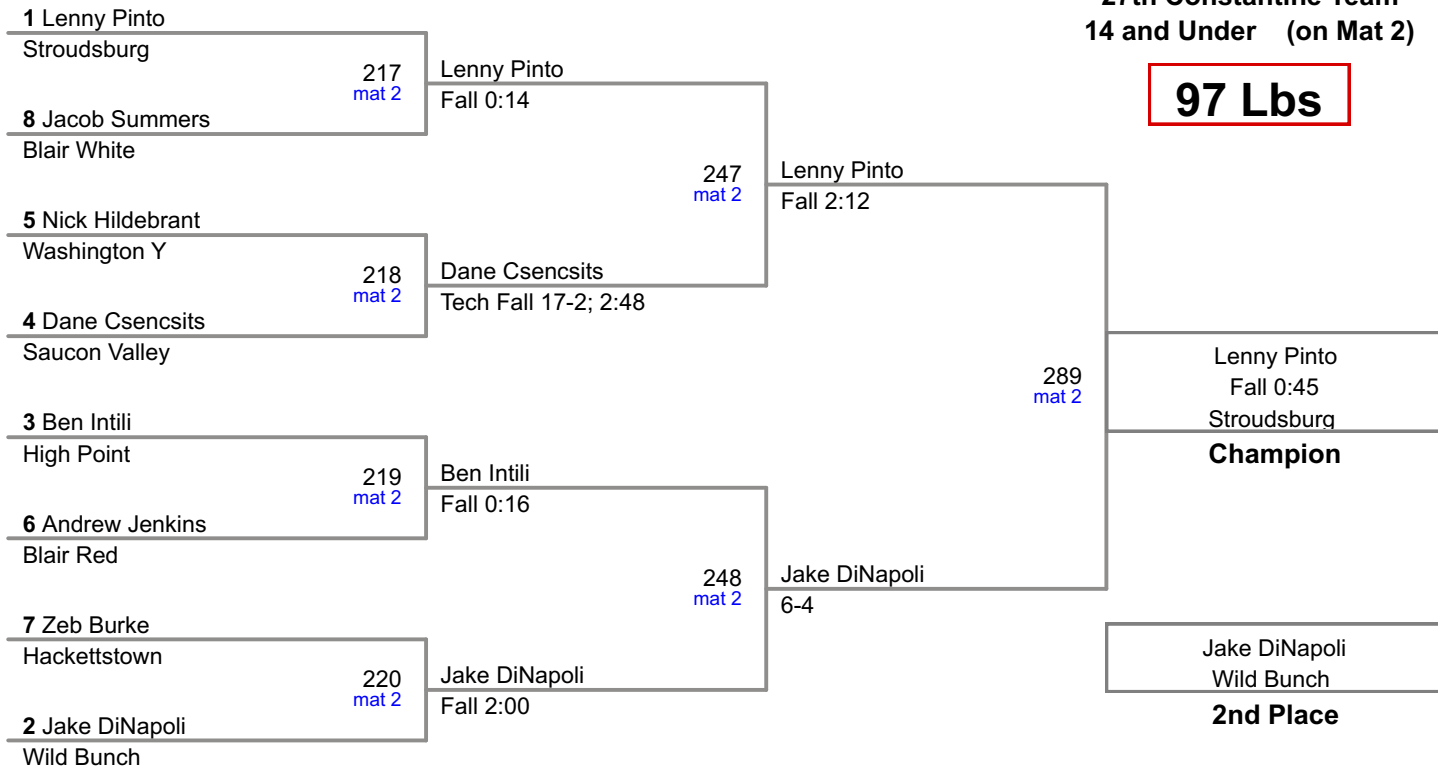 27th Constantine Team
14 and Under (on Mat 2)
97 Lbs
1 Lenny Pinto
Stroudsburg
217
mat 2
8 Jacob Summers
Blair White
Lenny Pinto
Fall 0:14
5 Nick Hildebrant
Washington Y
218
mat 2
4 Dane Csencsits
Saucon Valley
Dane Csencsits
Tech Fall 17-2; 2:48
247
mat 2
Lenny Pinto
Fall 2:12
3 Ben Intili
High Point
219
mat 2
6 Andrew Jenkins
Blair Red
Ben Intili
Fall 0:16
7 Zeb Burke
Hackettstown
220
mat 2
2 Jake DiNapoli
Wild Bunch
Jake DiNapoli
Fall 2:00
248
mat 2
Jake DiNapoli
6-4
289
mat 2
Lenny Pinto
Fall 0:45
Stroudsburg
Champion
Jake DiNapoli
Wild Bunch
2nd Place